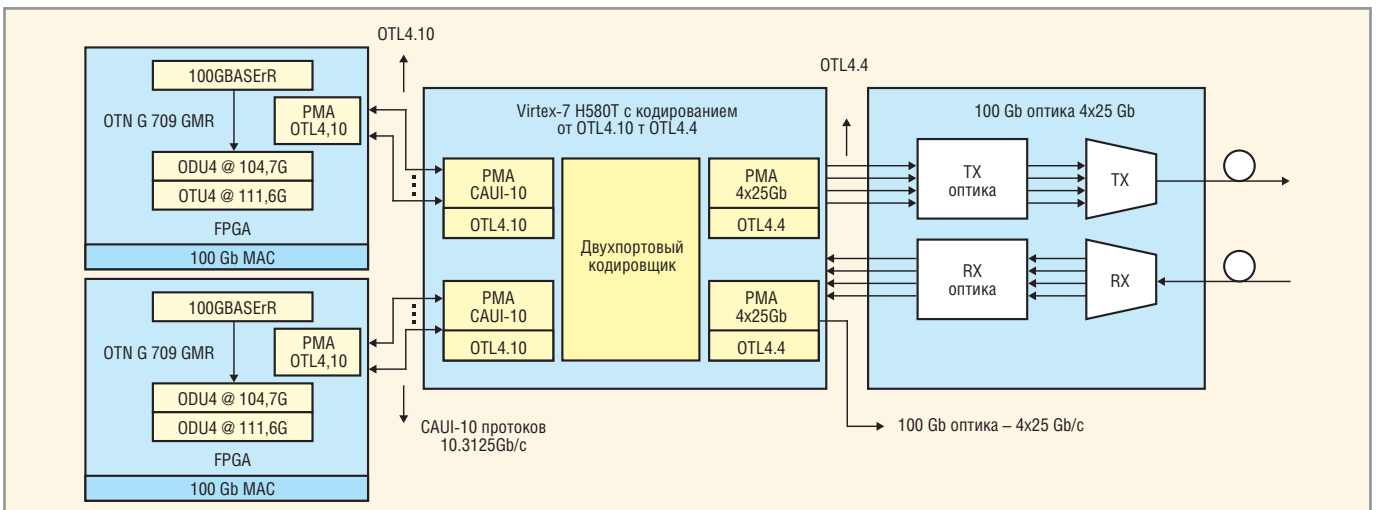 OTL4.10
100GBASErR
OTN G 709 GMR
PMA
OTL4,10
ODU4 @ 104,7G
OTU4 @ 111,6G
FPGA
100 Gb MAC
100GBASErR
OTN G 709 GMR
PMA
OTL4,10
ODU4 @ 104,7G
ODU4 @ 111,6G
FPGA
100 Gb MAC
CAUI-10 протоков
10.3125Gb/c
Virtex-7 H580T с кодированием
от OTL4.10 т OTL4.4
PMA
CAUI-10
OTL4.10
PMA
CAUI-10
OTL4.10
Двухпортовый
кодировщик
PMA
4x25Gb
OTL4.4
PMA
4x25Gb
OTL4.4
OTL4.4
100 Gb оптика 4x25 Gb
TX
оптика
TX
RX
оптика
RX
100 Gb оптика – 4x25 Gb/c